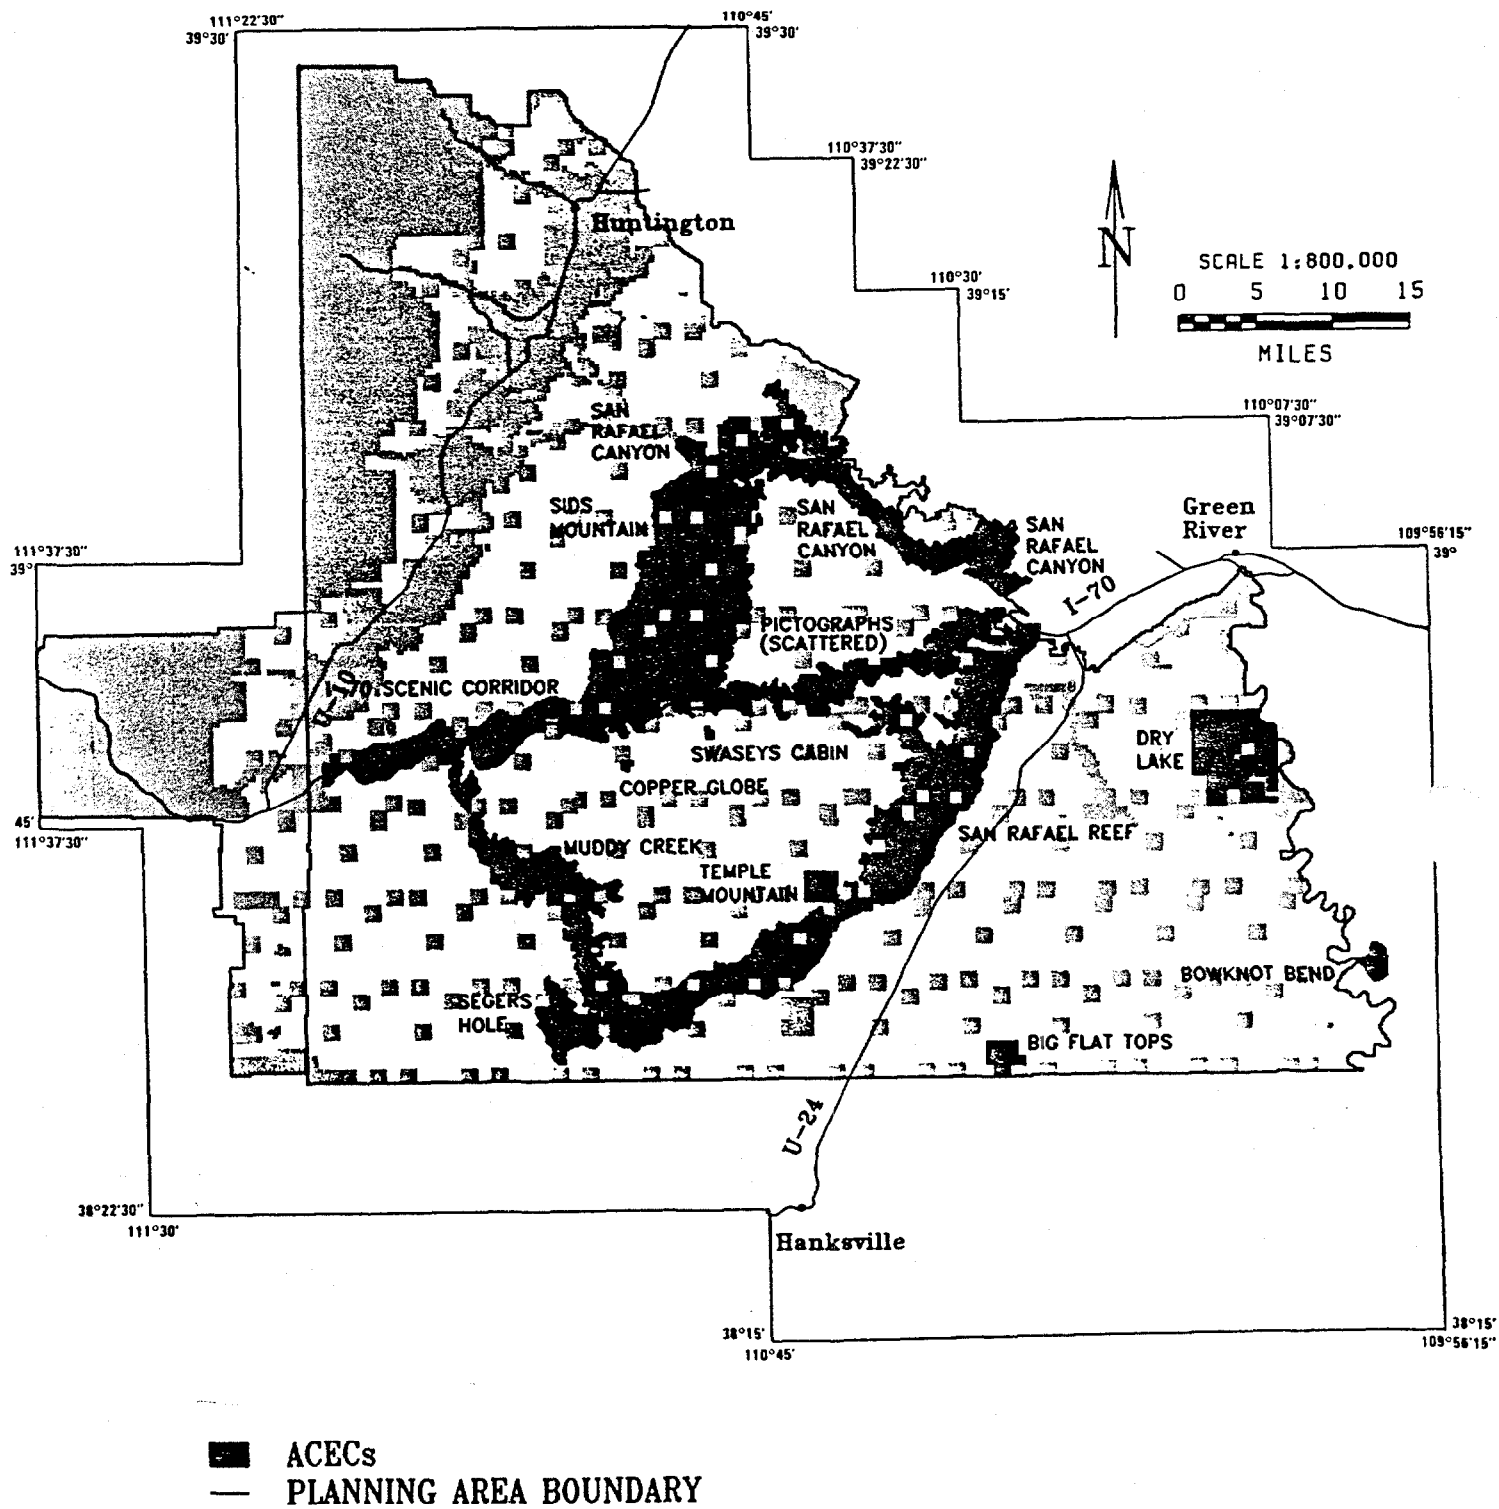 111°22'30"
39°30'
110°45'
39°30'
110°37'30"
39°22'30"
N
SCALE 1:800,000
0 5 10 15
MILES
110°30'
39°15'
Huntington
110°07'30"
39°07'30"
SAN
RAFAEL
CANYON
SIDS
MOUNTAIN
SAN
RAFAEL
CANYON
SAN
RAFAEL
CANYON
Green
River
109°56'15"
39°
111°37'30"
39°
I-70
PICTOGRAPHS
(SCATTERED)
I-70 SCENIC CORRIDOR
U-10
SWASEYS CABIN
DRY
LAKE
COPPER GLOBE
45'
111°37'30"
SAN RAFAEL REEF
MUDDY CREEK
TEMPLE
MOUNTAIN
BOWKNOT BEND
SEGERS
HOLE
BIG FLAT TOPS
U-24
38°22'30"
111°30'
Hanksville
38°15'
110°45'
38°15'
109°56'15"
ACECs
PLANNING AREA BOUNDARY